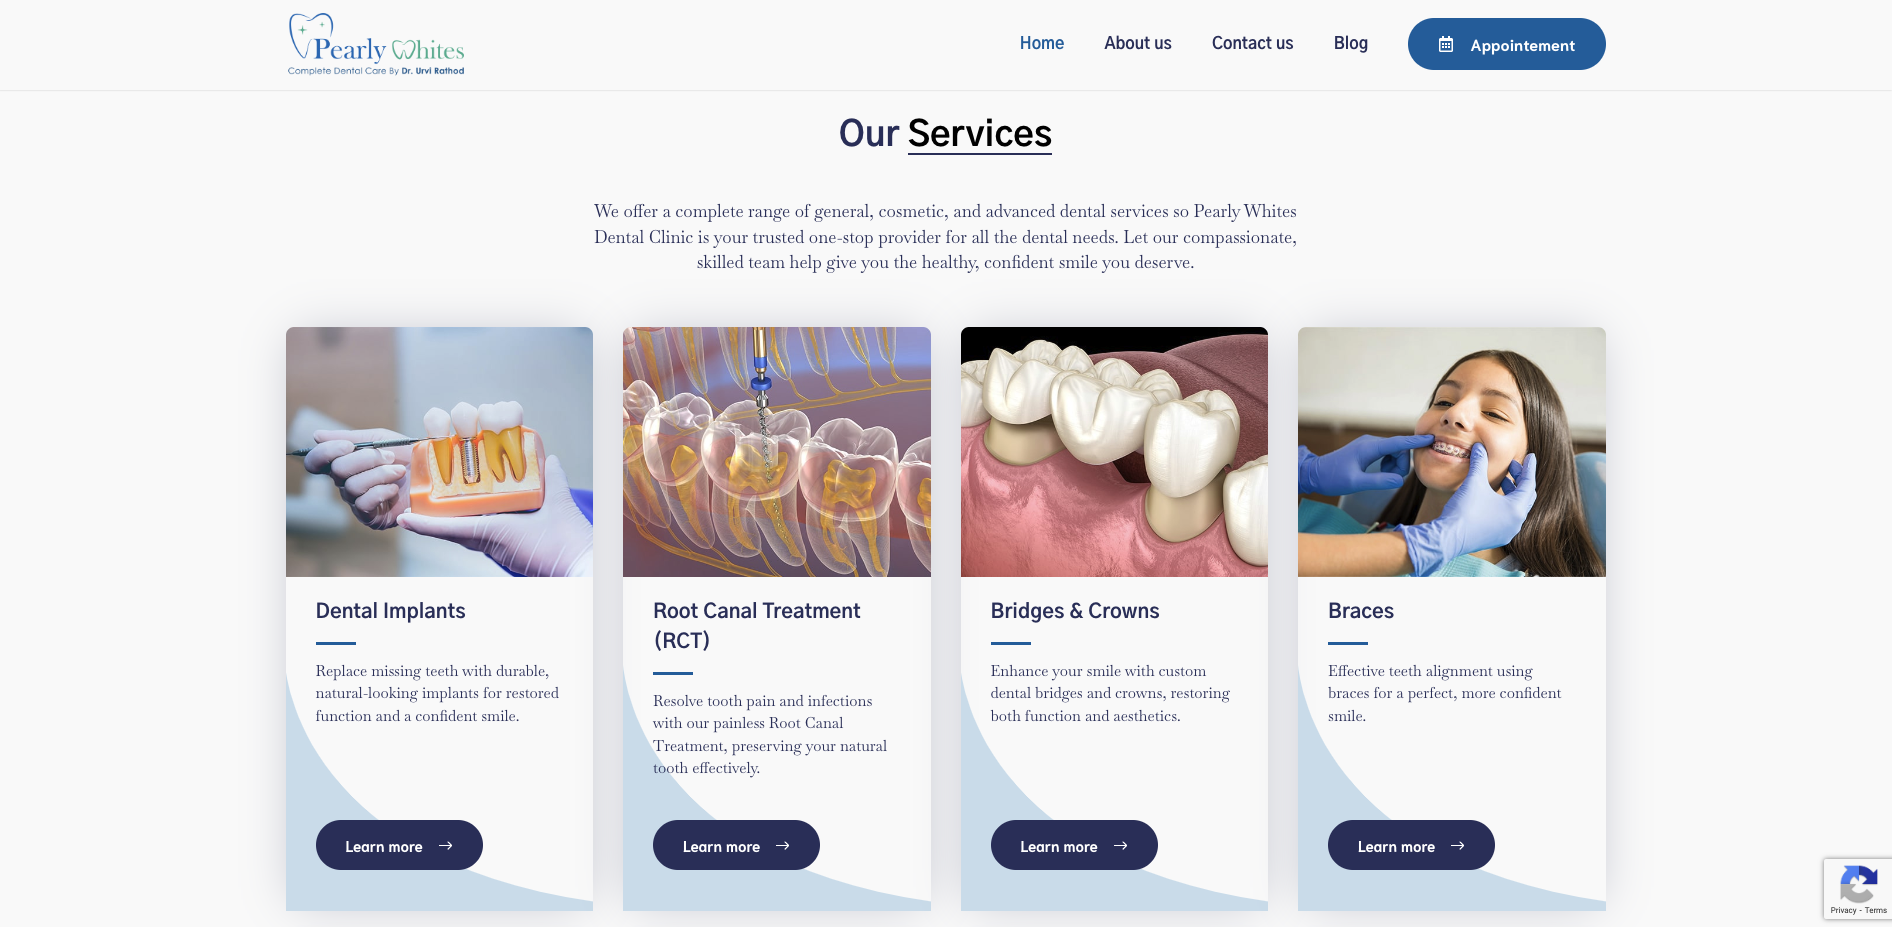 Pearly Whites
Complete Dental Care By Dr. Urvi Rathod
Home
About us
Contact us
Blog
Appointement
Our Services
We offer a complete range of general, cosmetic, and advanced dental services so Pearly Whites
Dental Clinic is your trusted one-stop provider for all the dental needs. Let our compassionate,
skilled team help give you the healthy, confident smile you deserve.
Dental Implants
Replace missing teeth with durable,
natural-looking implants for restored
function and a confident smile.
Learn more
Root Canal Treatment
(RCT)
Resolve tooth pain and infections
with our painless Root Canal
Treatment, preserving your natural
tooth effectively.
Learn more
Bridges & Crowns
Enhance your smile with custom
dental bridges and crowns, restoring
both function and aesthetics.
Learn more
Braces
Effective teeth alignment using
braces for a perfect, more confident
smile.
Learn more
Privacy - Terms